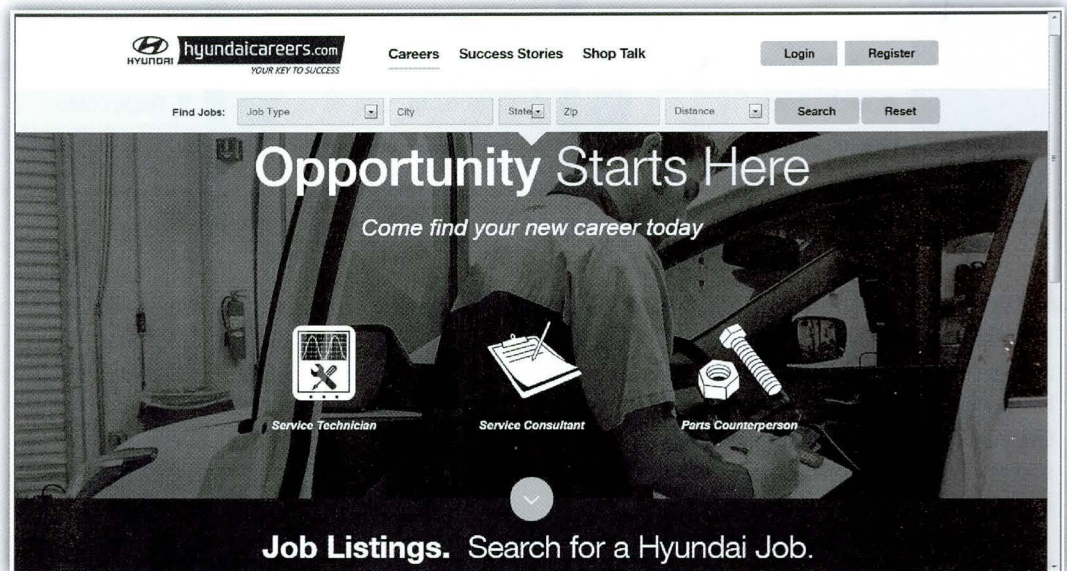 HYUNDAI
hyundaicareers.com
YOUR KEY TO SUCCESS
Careers Success Stories Shop Talk
Login Register
Find Jobs: Job Type City State Zip Distance Search Reset
Opportunity Starts Here
Come find your new career today
Service Technician Service Consultant Parts Counterperson
Job Listings. Search for a Hyundai Job.